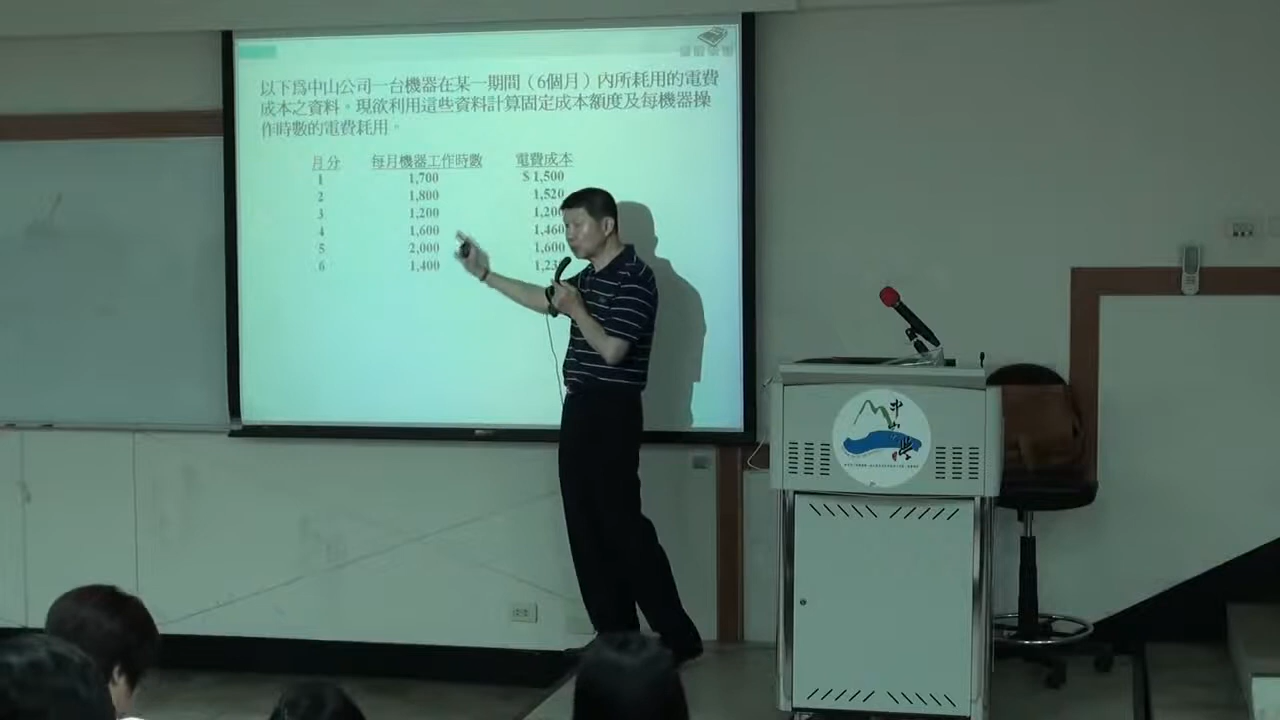 以下為中山公司一台機器在某一期間（6個月）內所耗用的電費
成本之資料。現欲利用這些資料計算固定成本額度及每機器操
作時數的電費耗用。
月分 每月機器工作時數 電費成本
1 1,700 $1,500
2 1,800 1,520
3 1,200 1,20
4 1,600 1,460
5 2,000 1,600
6 1,400 1,23